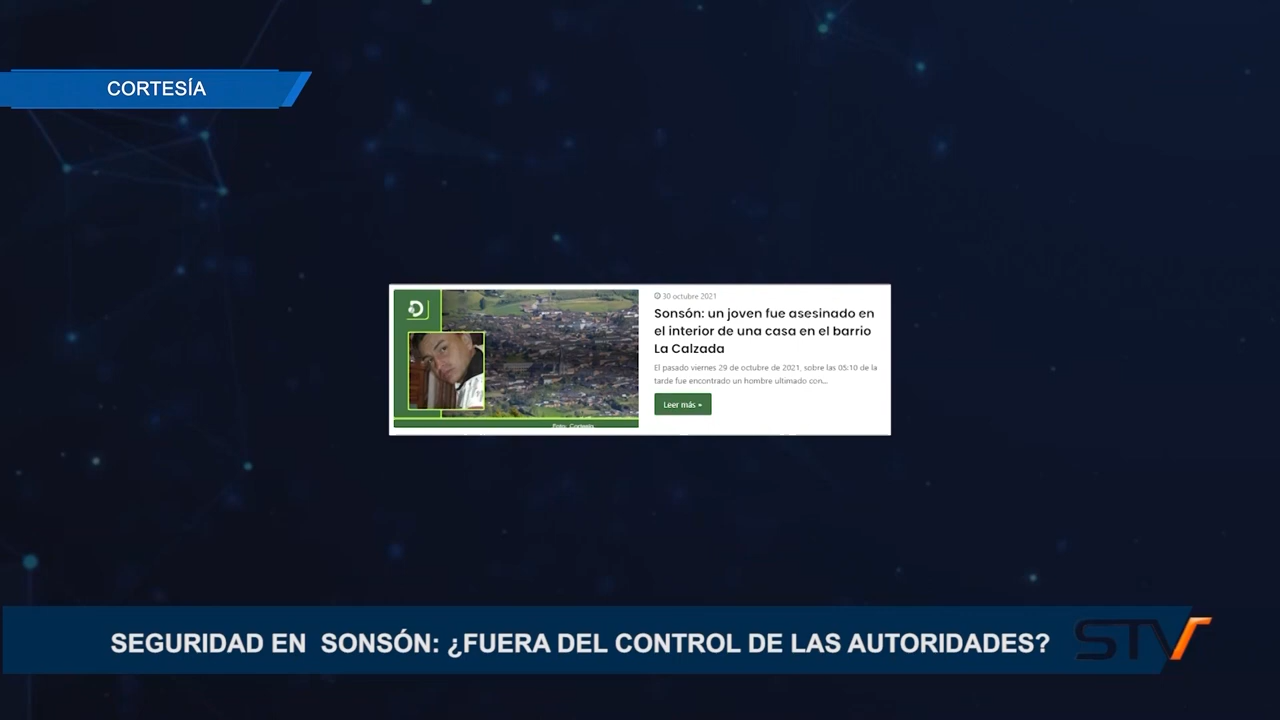 CORTESÍA
30 octubre 2021
Sonsón: un joven fue asesinado en
el interior de una casa en el barrio
La Calzada
El pasado viernes 29 de octubre de 2021, sobre las 05:10 de la
tarde fue encontrado un hombre ultimado con...
Leer más »
Foto: Cortesía
SEGURIDAD EN SONSÓN: ¿FUERA DEL CONTROL DE LAS AUTORIDADES?
STV